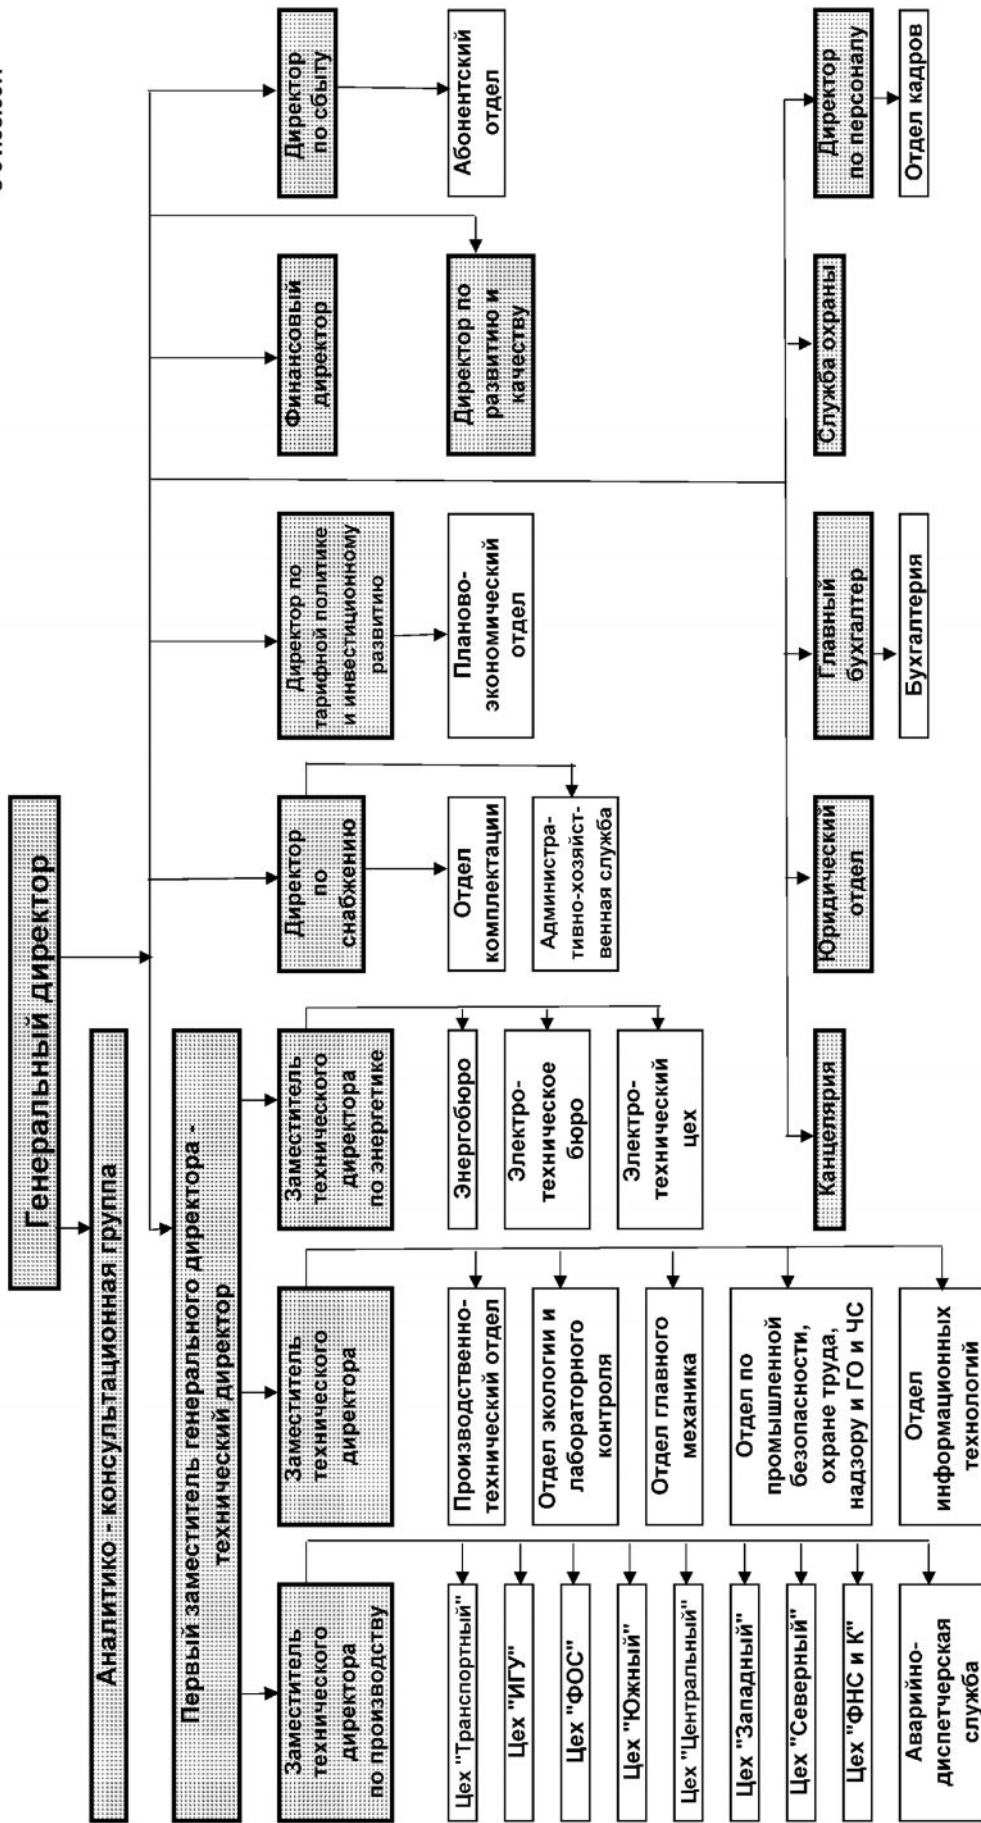 Генеральный директор
Аналитико - консультационная группа
Первый заместитель генерального директора -
технический директор
Заместитель
технического
директора
по производству
Заместитель
технического
директора
Заместитель
технического
директора
по энергетике
Директор
по
снабжению
Директор по
тарифной политике
и инвестиционному
развитию
Финансовый
директор
Директор
по сбыту
Цех "Транспортный"
Цех "ИГУ"
Цех "ФОС"
Цех "Южный"
Цех "Центральный"
Цех "Западный"
Цех "Северный"
Цех "ФНС и К"
Аварийно-
диспетчерская
служба
Производственно-
технический отдел
Отдел экологии и
лабораторного
контроля
Отдел главного
механика
Отдел по
промышленной
безопасности,
охране труда,
надзору и ГО и ЧС
Отдел
информационных
технологий
Энергобюро
Электро-
техническое
бюро
Электро-
технический
цех
Отдел
комплектации
Администра-
тивно-хозяйст-
венная служба
Планово-
экономический
отдел
Директор по
развитию и
качеству
Абонентский
отдел
Канцелярия
Юридический
отдел
Главный
бухгалтер
Бухгалтерия
Служба охраны
Директор
по персоналу
Отдел кадров